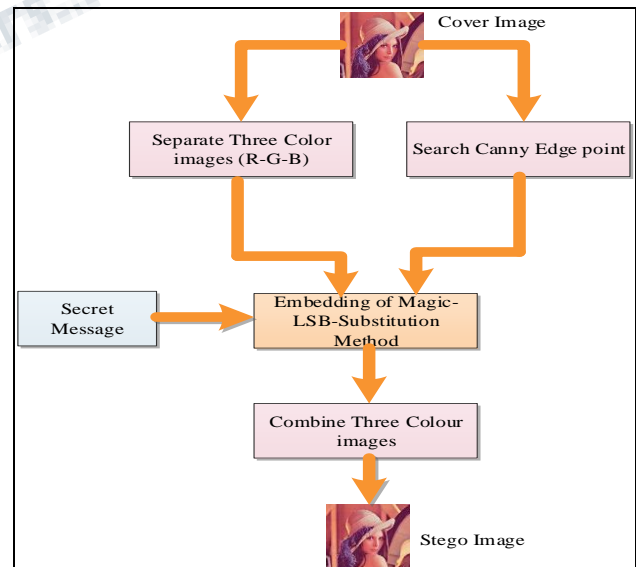 Cover Image
Separate Three Color
images (R-G-B)
Search Canny Edge point
Secret
Message
Embedding of Magic-
LSB-Substitution
Method
Combine Three Colour
images
Stego Image